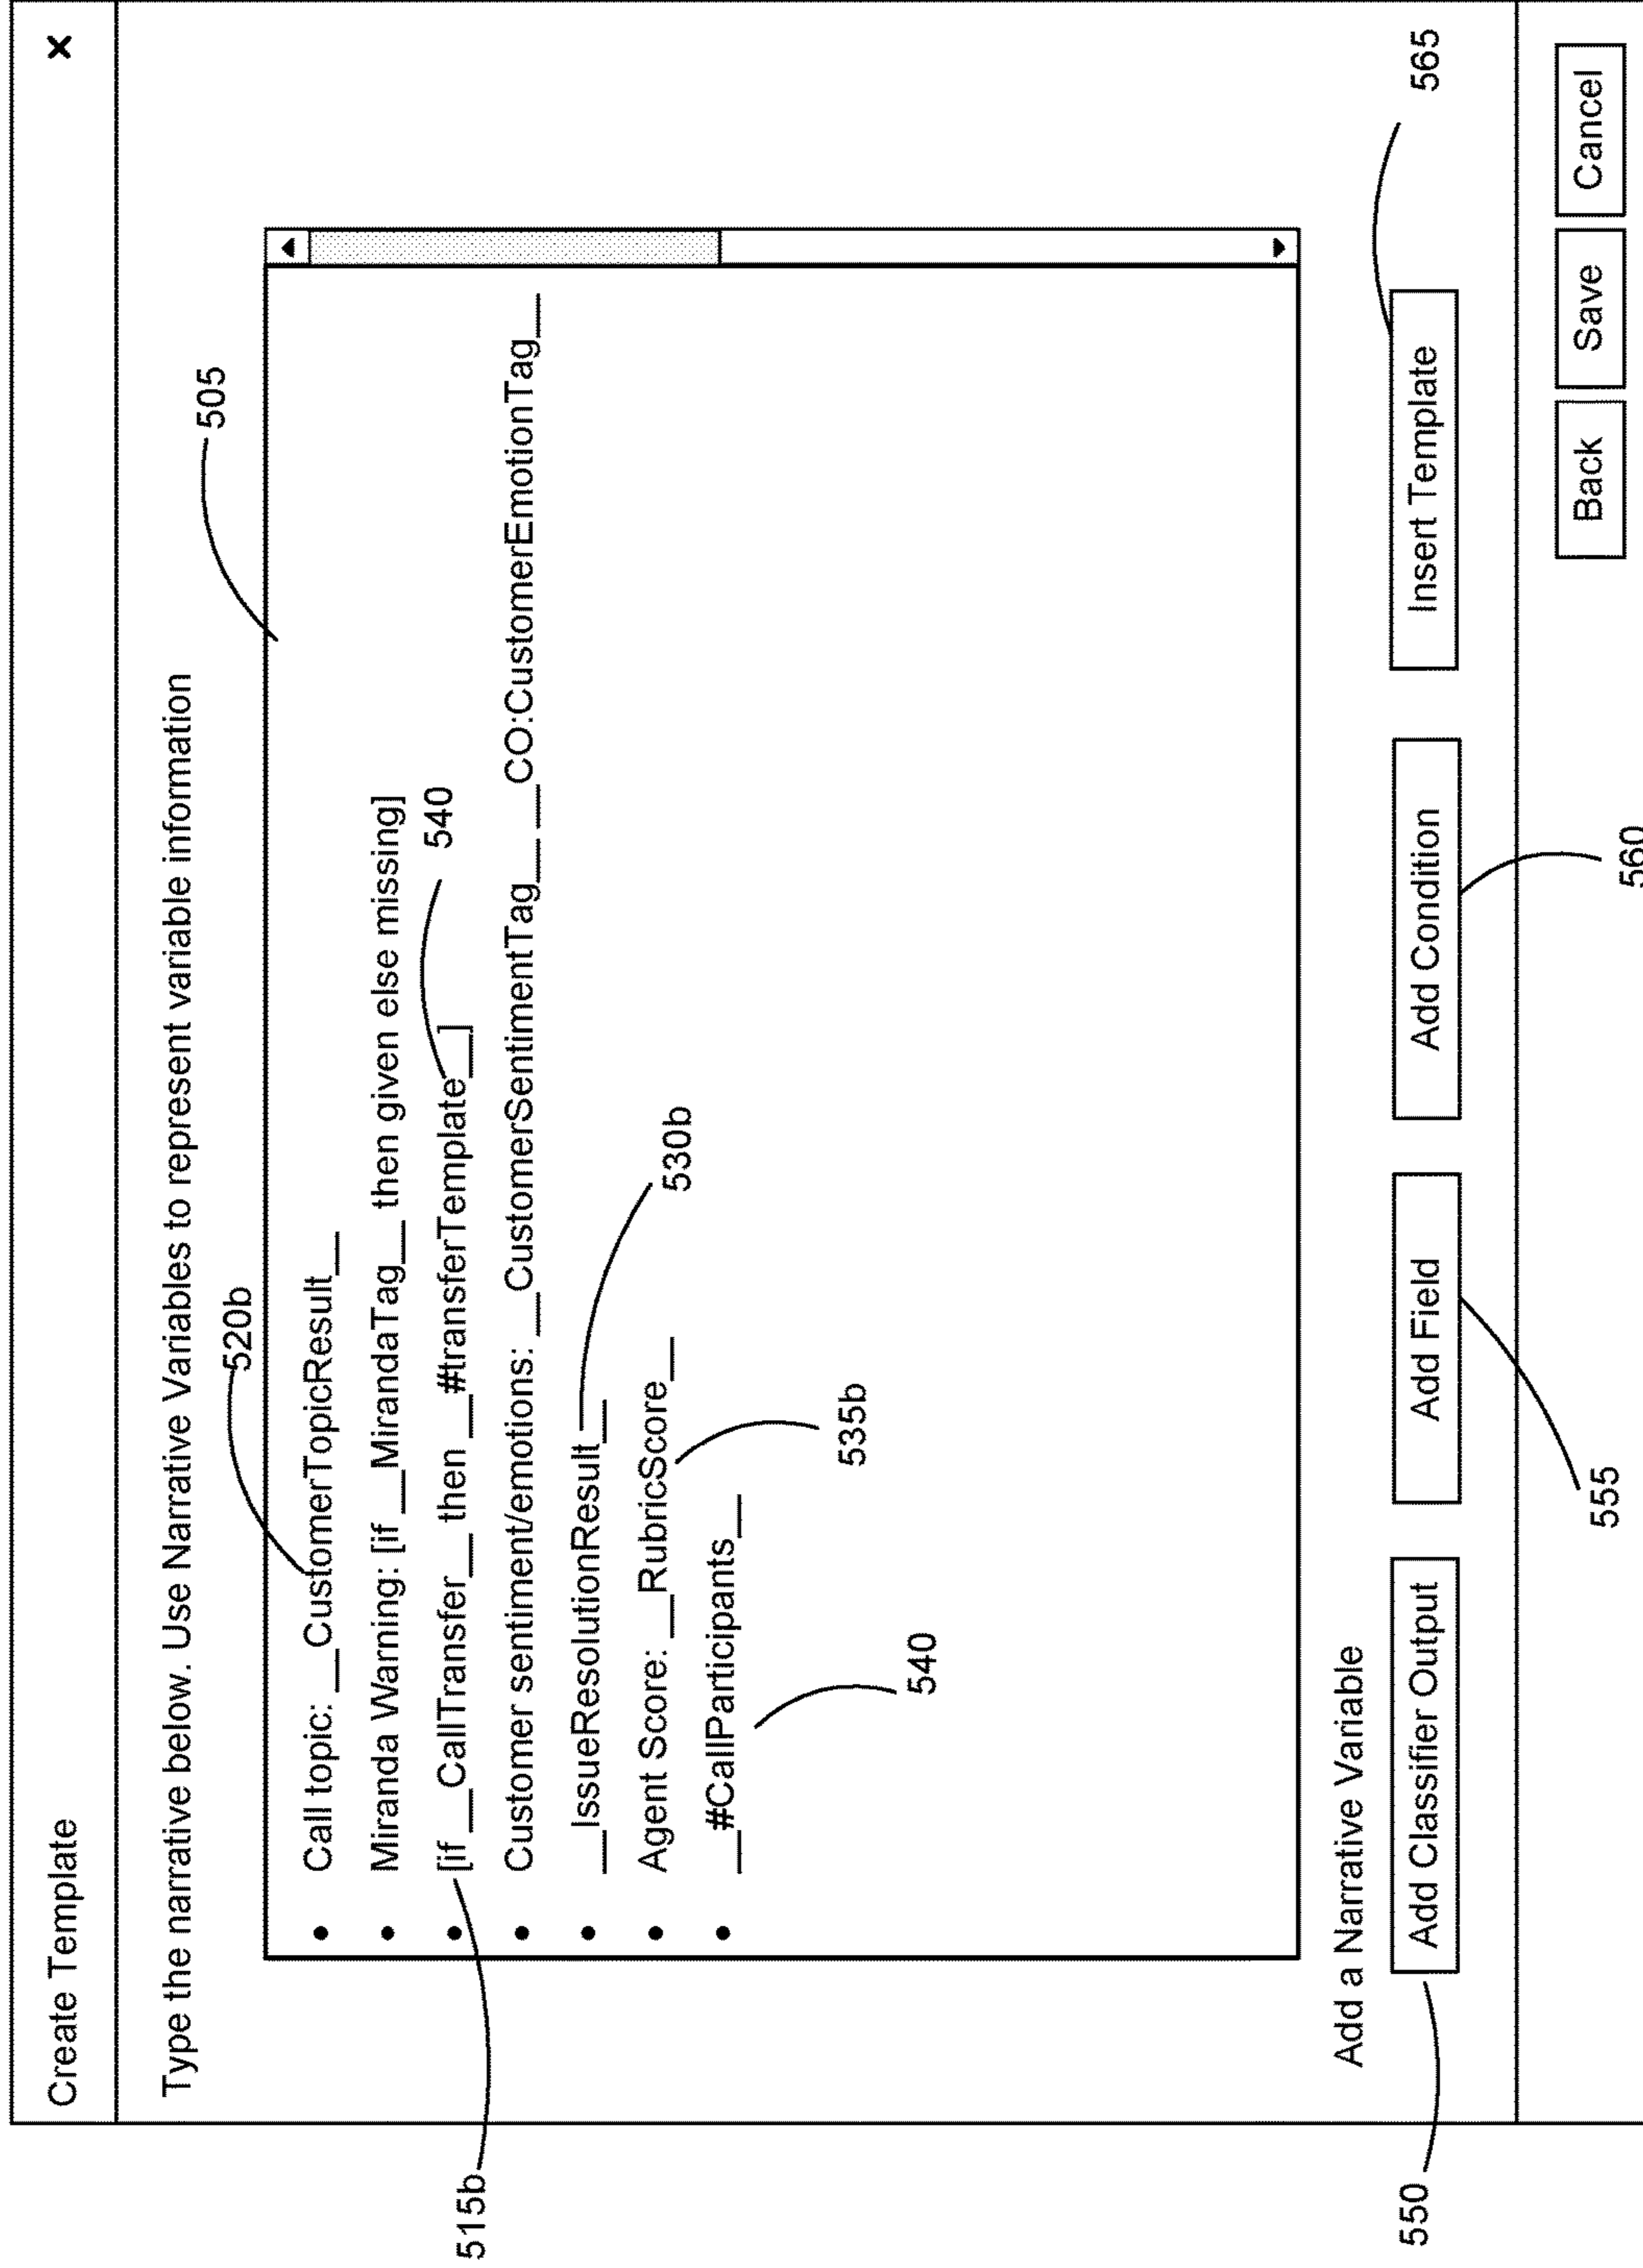 Create Template
x
Type the narrative below. Use Narrative Variables to represent variable information
505
520b
• Call topic: __CustomerTopicResult__
• Miranda Warning: [if __MirandaTag__ then given else missing]
540
515b
• [if __CallTransfer__ then __#transferTemplate__]
• Customer sentiment/emotions: __CustomerSentimentTag__ __CO:CustomerEmotionTag__
• __IssueResolutionResult__
530b
• Agent Score: __RubricScore__
535b
• __#CallParticipants__
540
Add a Narrative Variable
565
550
Add Classifier Output
Add Field
Add Condition
Insert Template
555
560
Back
Save
Cancel